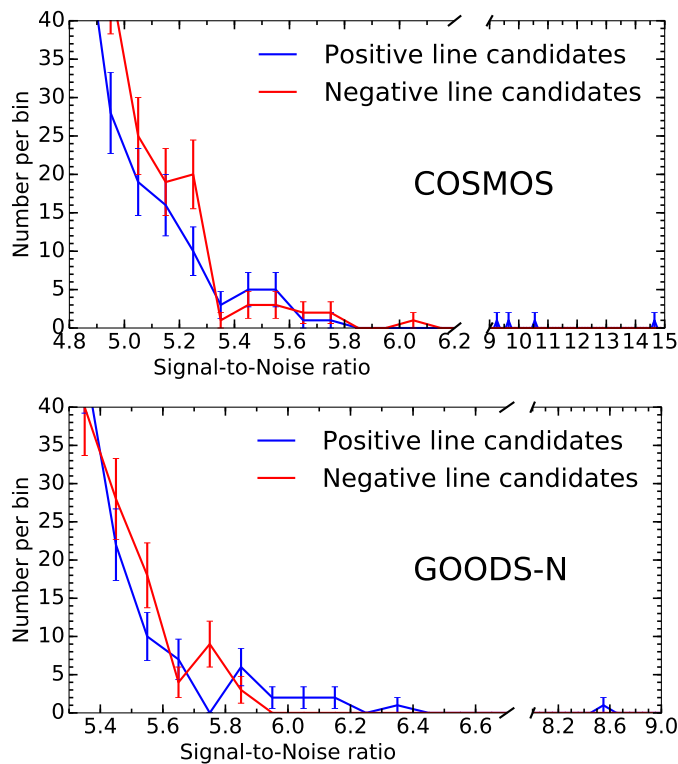 40
35
30
25
20
15
10
5
0
Number per bin
Positive line candidates
Negative line candidates
COSMOS
4.8 5.0 5.2 5.4 5.6 5.8 6.0 6.2 9 10 11 12 13 14 15
Signal-to-Noise ratio
40
35
30
25
20
15
10
5
0
Number per bin
Positive line candidates
Negative line candidates
GOODS-N
5.4 5.6 5.8 6.0 6.2 6.4 6.6 8.2 8.6 9.0
Signal-to-Noise ratio